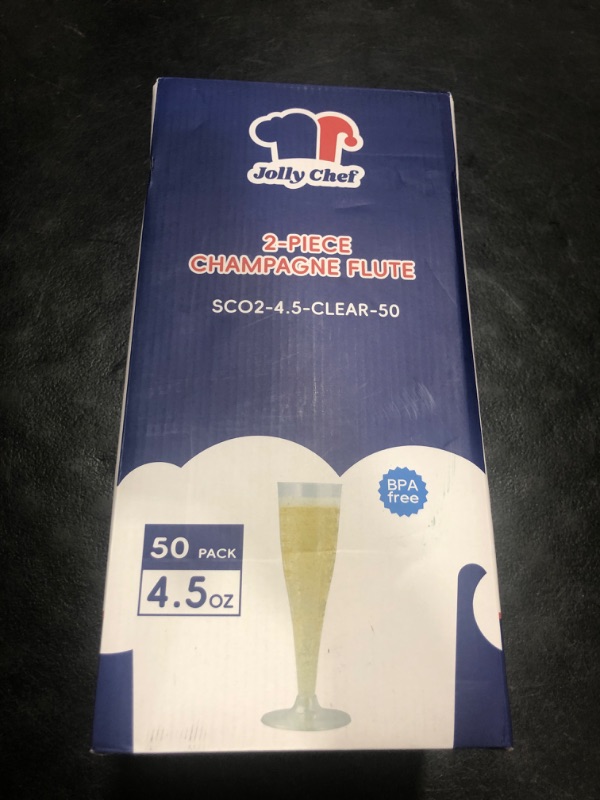 Jolly Chef
2-PIECE
CHAMPAGNE FLUTE
SCO2-4.5-CLEAR-50
BPA
free
50 PACK
4.5OZ